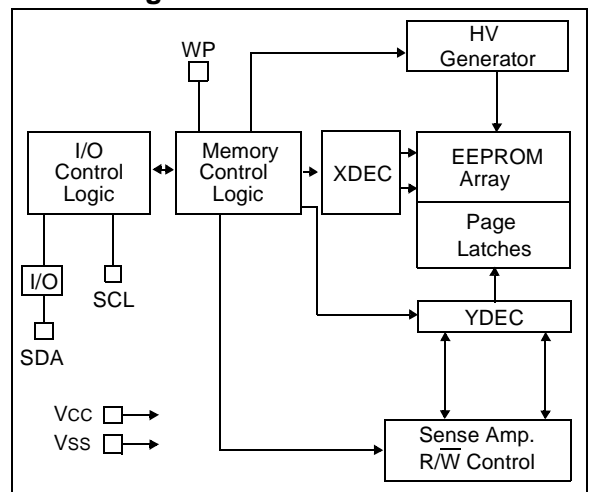 WP
HV
Generator
I/O
Control
Logic
Memory
Control
Logic
XDEC
EEPROM
Array
Page
Latches
I/O
SCL
SDA
YDEC
Vcc
Vss
Sense Amp.
R/W̅ Control